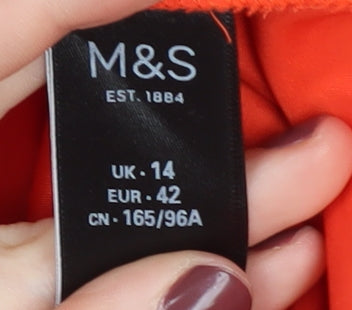 M&S
EST. 1884
UK · 14
EUR · 42
CN · 165/96A